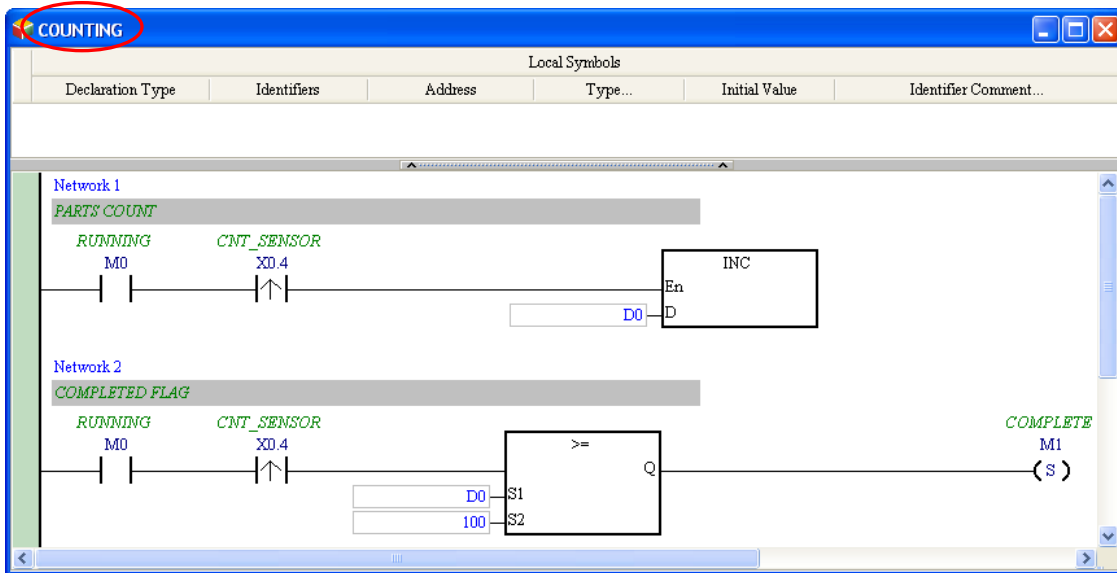 COUNTING
Local Symbols
Declaration Type Identifiers Address Type... Initial Value Identifier Comment...
Network 1
PARTS COUNT
RUNNING CNT_SENSOR
M0 X0.4 INC
En
D0 D
Network 2
COMPLETED FLAG
RUNNING CNT_SENSOR COMPLETE
M0 X0.4 >= M1
Q S
D0 S1
100 S2